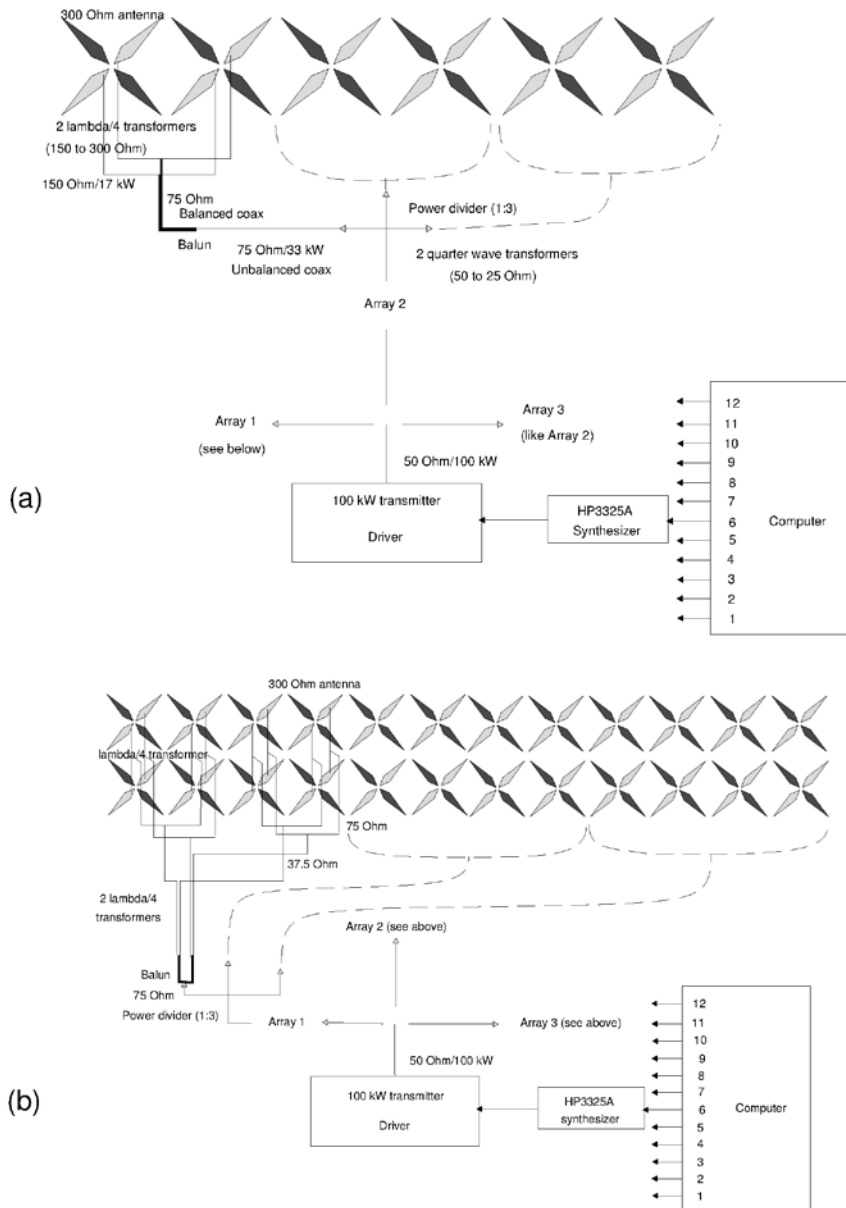 300 Ohm antenna
2 lambda/4 transformers
(150 to 300 Ohm)
150 Ohm/17 kW
75 Ohm
Balanced coax
Balun
75 Ohm/33 kW
Unbalanced coax
Power divider (1:3)
2 quarter wave transformers
(50 to 25 Ohm)
Array 2
Array 1
(see below)
Array 3
(like Array 2)
50 Ohm/100 kW
(a)
100 kW transmitter
Driver
HP3325A
Synthesizer
12
11
10
9
8
7
6
5
4
3
2
1
Computer
300 Ohm antenna
lambda/4 transformer
75 Ohm
37.5 Ohm
2 lambda/4
transformers
Array 2 (see above)
Balun
75 Ohm
Power divider (1:3)
Array 1
Array 3 (see above)
50 Ohm/100 kW
(b)
100 kW transmitter
Driver
HP3325A
synthesizer
12
11
10
9
8
7
6
5
4
3
2
1
Computer